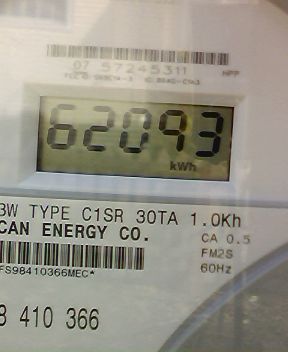 07 57245311
62093
kWh
3W TYPE C1SR 30TA 1.0Kh
CAN ENERGY CO.
CA 0.5
FM2S
60Hz
FS98410366MEC*
8 410 366